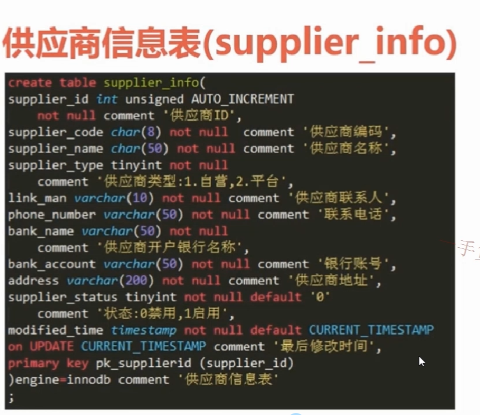 供应商信息表(supplier_info)
create table supplier_info(
supplier_id int unsigned AUTO_INCREMENT
not null comment '供应商ID',
supplier_code char(8) not null comment '供应商编码',
supplier_name char(50) not null comment '供应商名称',
supplier_type tinyint not null
comment '供应商类型:1.自营,2.平台',
link_man varchar(10) not null comment '供应商联系人',
phone_number varchar(50) not null comment '联系电话',
bank_name varchar(50) not null
comment '供应商开户银行名称',
bank_account varchar(50) not null comment '银行账号',
address varchar(200) not null comment '供应商地址',
supplier_status tinyint not null default '0'
comment '状态:0禁用,1启用',
modified_time timestamp not null default CURRENT_TIMESTAMP
on UPDATE CURRENT_TIMESTAMP comment '最后修改时间',
primary key pk_supplierid (supplier_id)
)engine=innodb comment '供应商信息表'
;
手